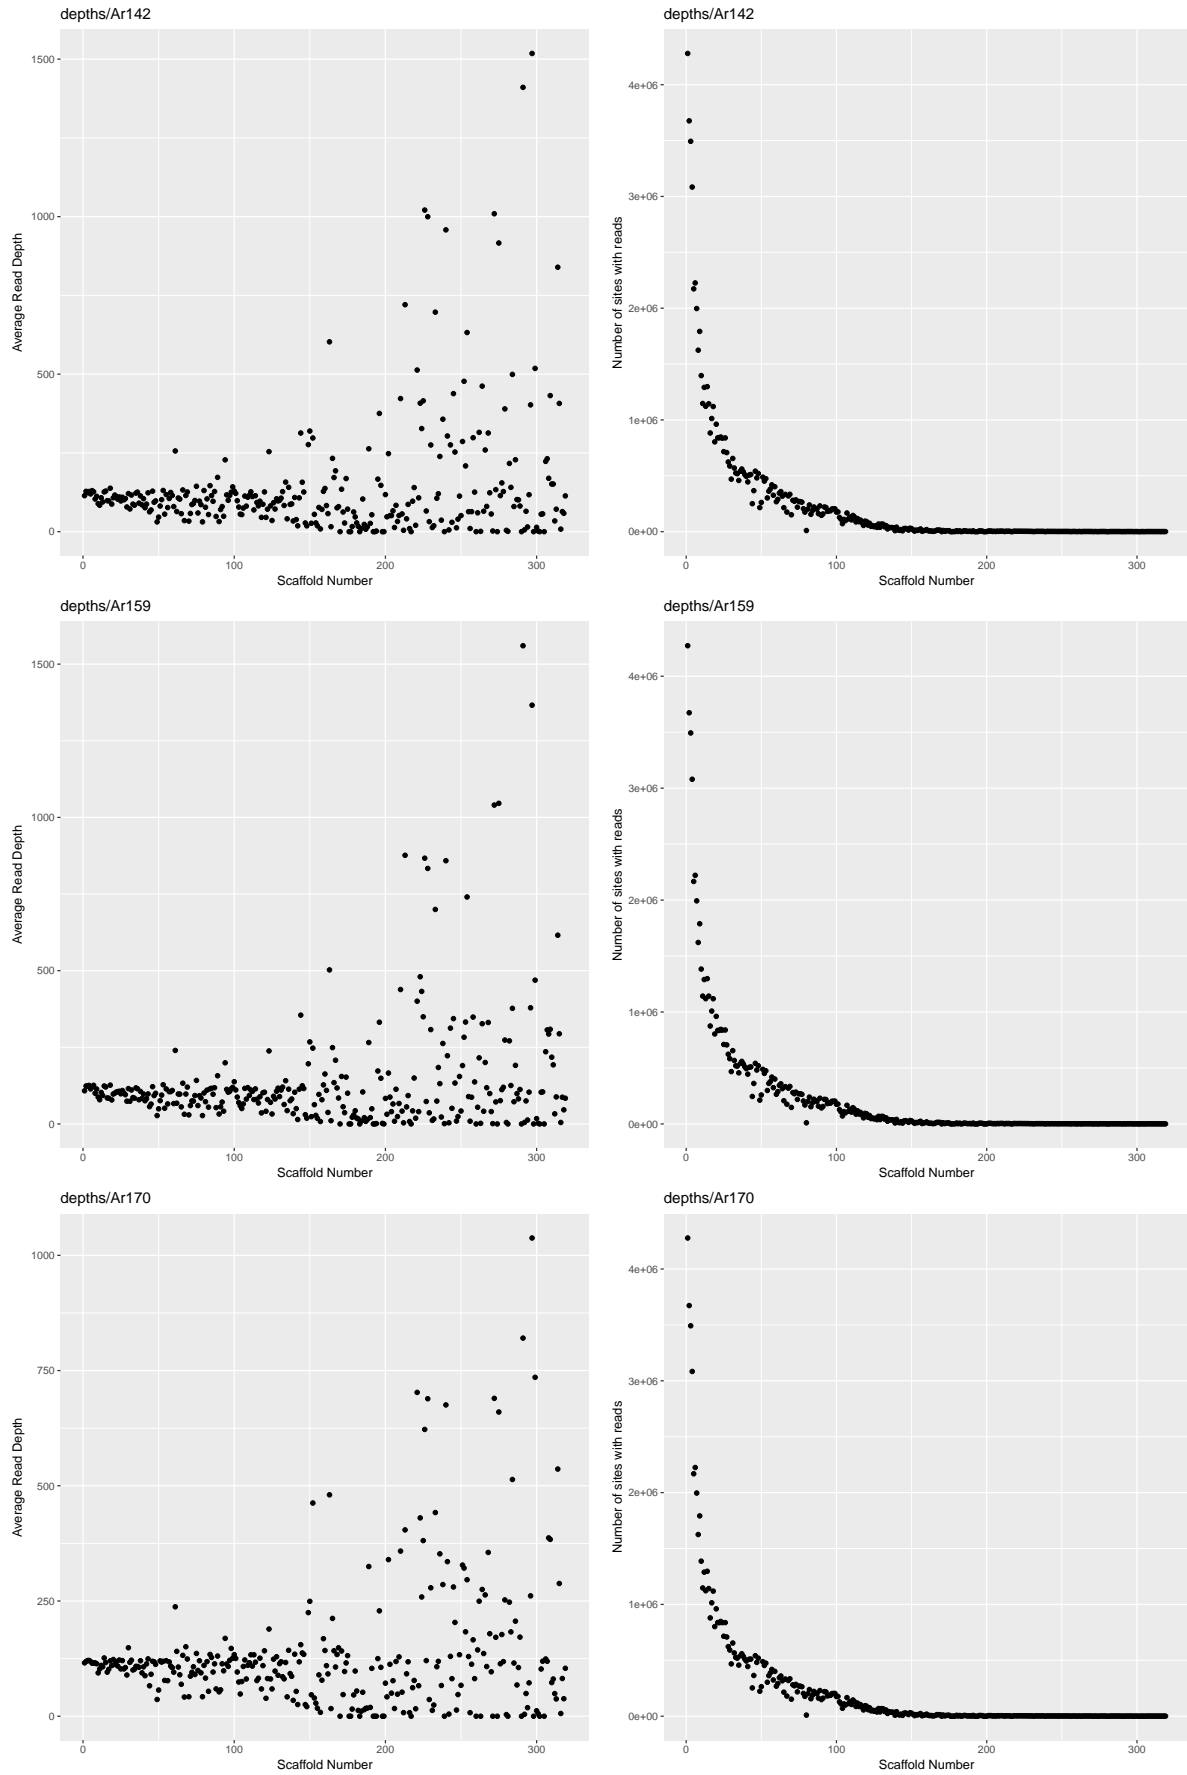 depths/Ar142
depths/Ar142
Average Read Depth
1500
1000
500
0
0 100 200 300
Scaffold Number
Number of sites with reads
4e+06
3e+06
2e+06
1e+06
0e+00
0 100 200 300
Scaffold Number
depths/Ar159
depths/Ar159
Average Read Depth
1500
1000
500
0
0 100 200 300
Scaffold Number
Number of sites with reads
4e+06
3e+06
2e+06
1e+06
0e+00
0 100 200 300
Scaffold Number
depths/Ar170
depths/Ar170
Average Read Depth
1000
750
500
250
0
0 100 200 300
Scaffold Number
Number of sites with reads
4e+06
3e+06
2e+06
1e+06
0e+00
0 100 200 300
Scaffold Number